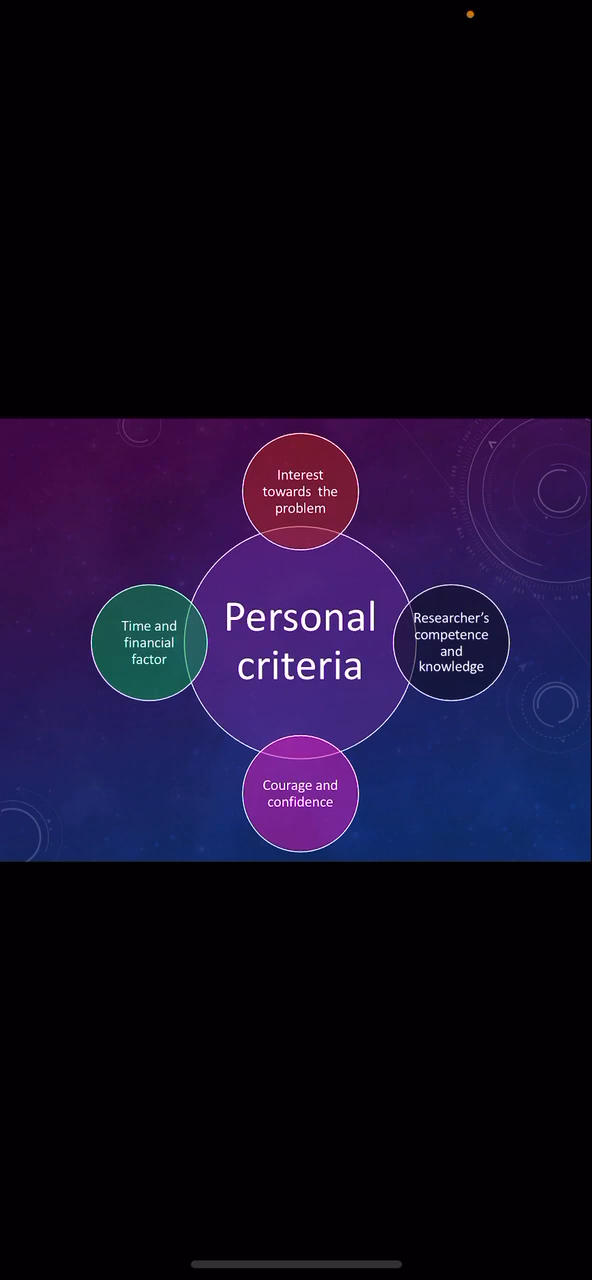 Interest
towards the
problem
Personal
criteria
Time and
financial
factor
Researcher's
competence
and
knowledge
Courage and
confidence